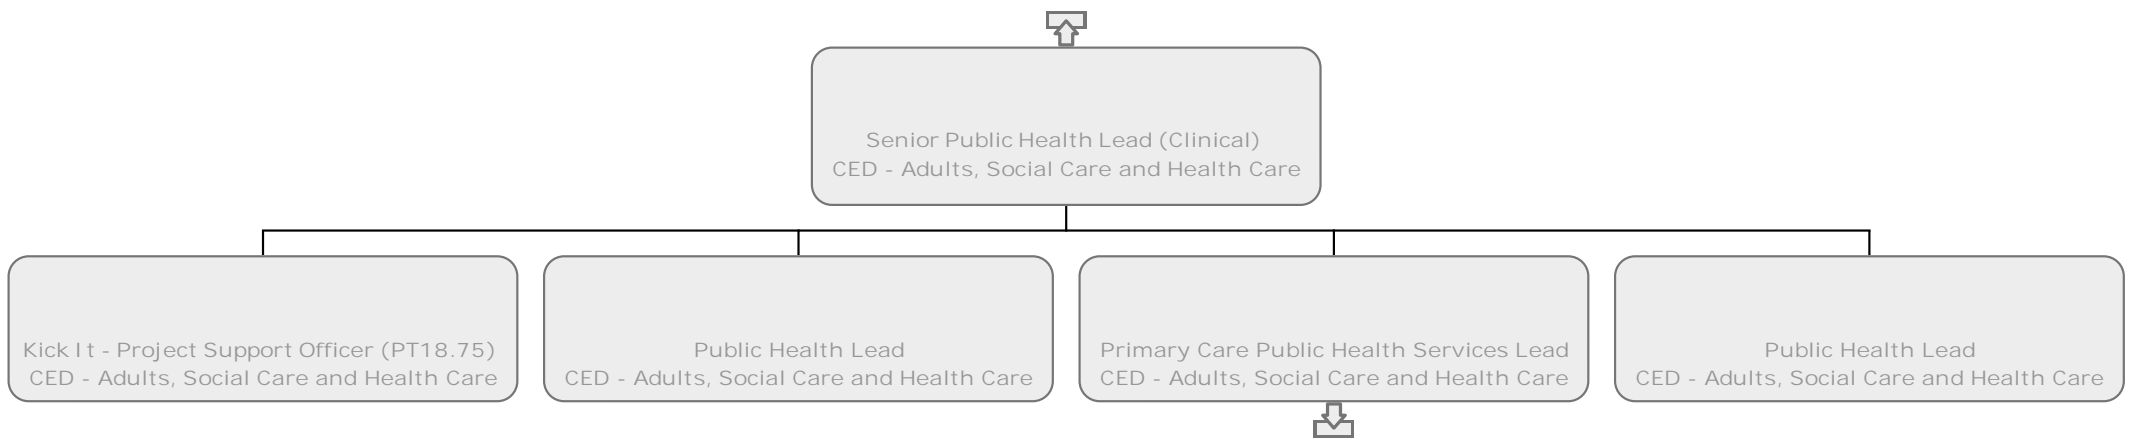 Senior Public Health Lead (Clinical)
CED - Adults, Social Care and Health Care
Kick It - Project Support Officer (PT18.75)
CED - Adults, Social Care and Health Care
Public Health Lead
CED - Adults, Social Care and Health Care
Primary Care Public Health Services Lead
CED - Adults, Social Care and Health Care
Public Health Lead
CED - Adults, Social Care and Health Care